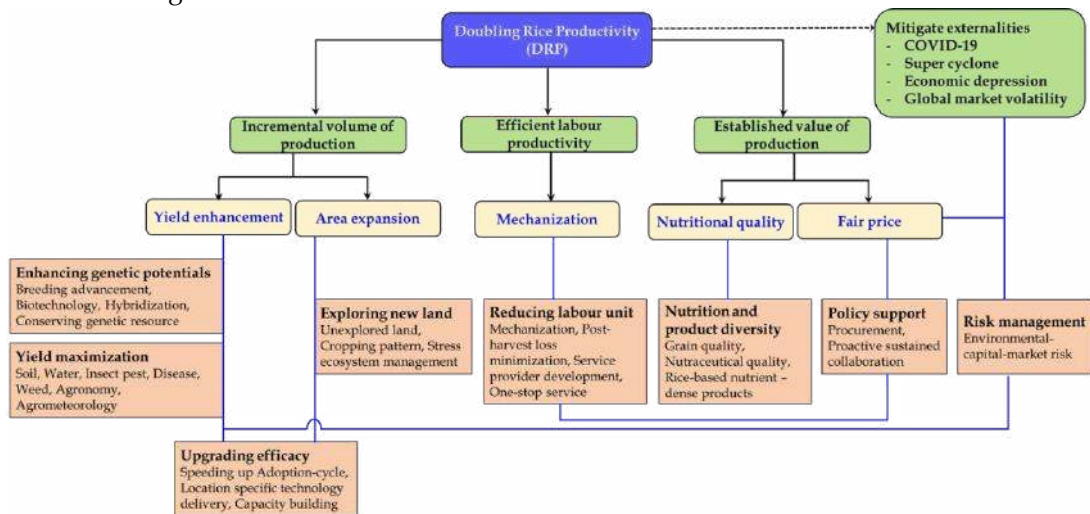 Doubling Rice Productivity
(DRP)
Mitigate externalities
- COVID-19
- Super cyclone
- Economic depression
- Global market volatility
Incremental volume of
production
Efficient labour
productivity
Established value of
production
Yield enhancement
Area expansion
Mechanization
Nutritional quality
Fair price
Enhancing genetic potentials
Breeding advancement,
Biotechnology, Hybridization,
Conserving genetic resource
Yield maximization
Soil, Water, Insect pest, Disease,
Weed, Agronomy,
Agrometeorology
Exploring new land
Unexplored land,
Cropping pattern, Stress
ecosystem management
Reducing labour unit
Mechanization, Post-
harvest loss
minimization, Service
provider development,
One-stop service
Nutrition and
product diversity
Grain quality,
Nutraceutical quality,
Rice-based nutrient –
dense products
Policy support
Procurement,
Proactive sustained
collaboration
Risk management
Environmental-
capital-market risk
Upgrading efficacy
Speeding up Adoption-cycle,
Location specific technology
delivery, Capacity building